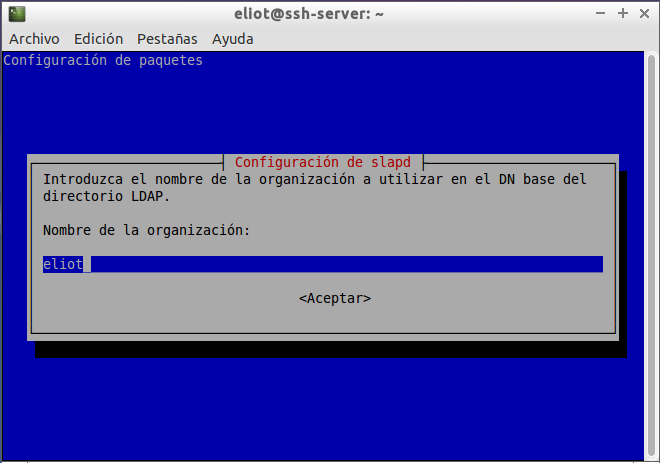 eliot@ssh-server: ~
Archivo Edición Pestañas Ayuda
Configuración de paquetes
Configuración de slapd
Introduzca el nombre de la organización a utilizar en el DN base del
directorio LDAP.
Nombre de la organización:
eliot
<Aceptar>